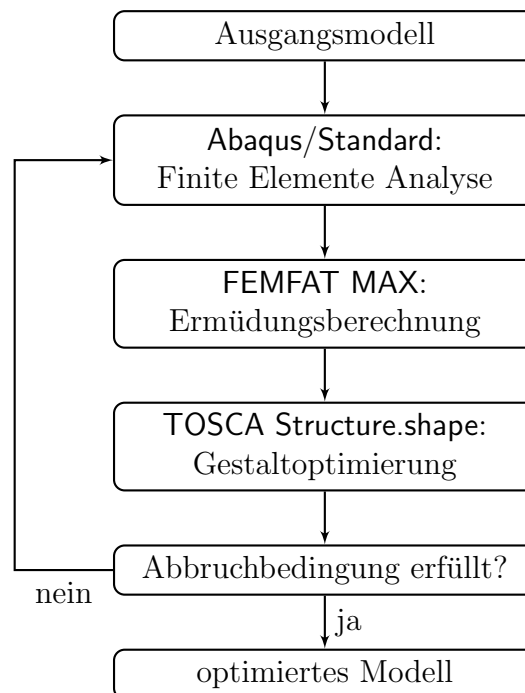 Ausgangsmodell
Abaqus/Standard:
Finite Elemente Analyse
FEMFAT MAX:
Ermüdungsberechnung
TOSCA Structure.shape:
Gestaltoptimierung
Abbruchbedingung erfüllt?
nein
ja
optimiertes Modell